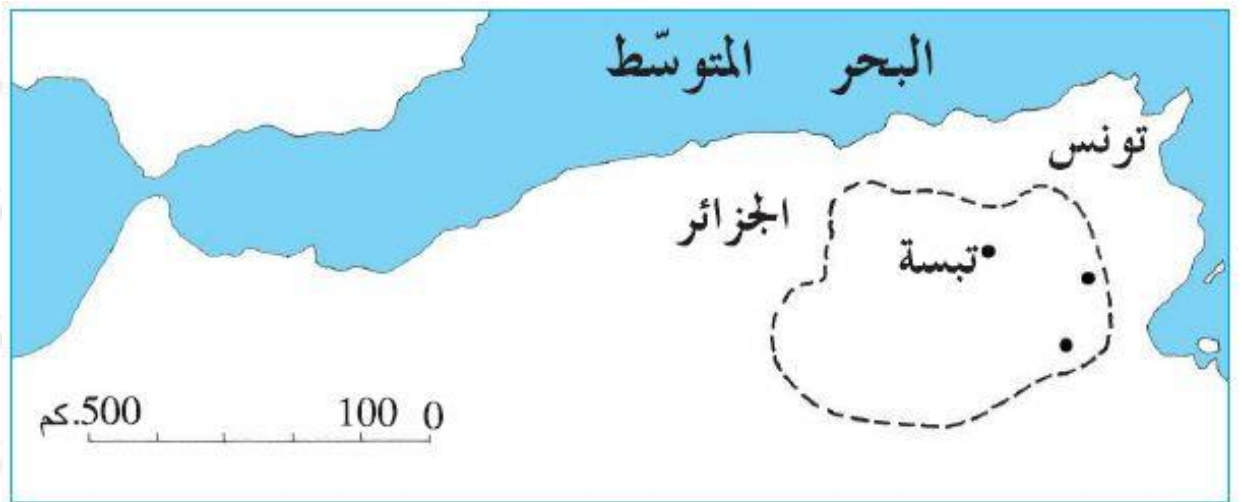 البحر المتوسّط
تونس
الجزائر
تبسة
0 100 500.كم